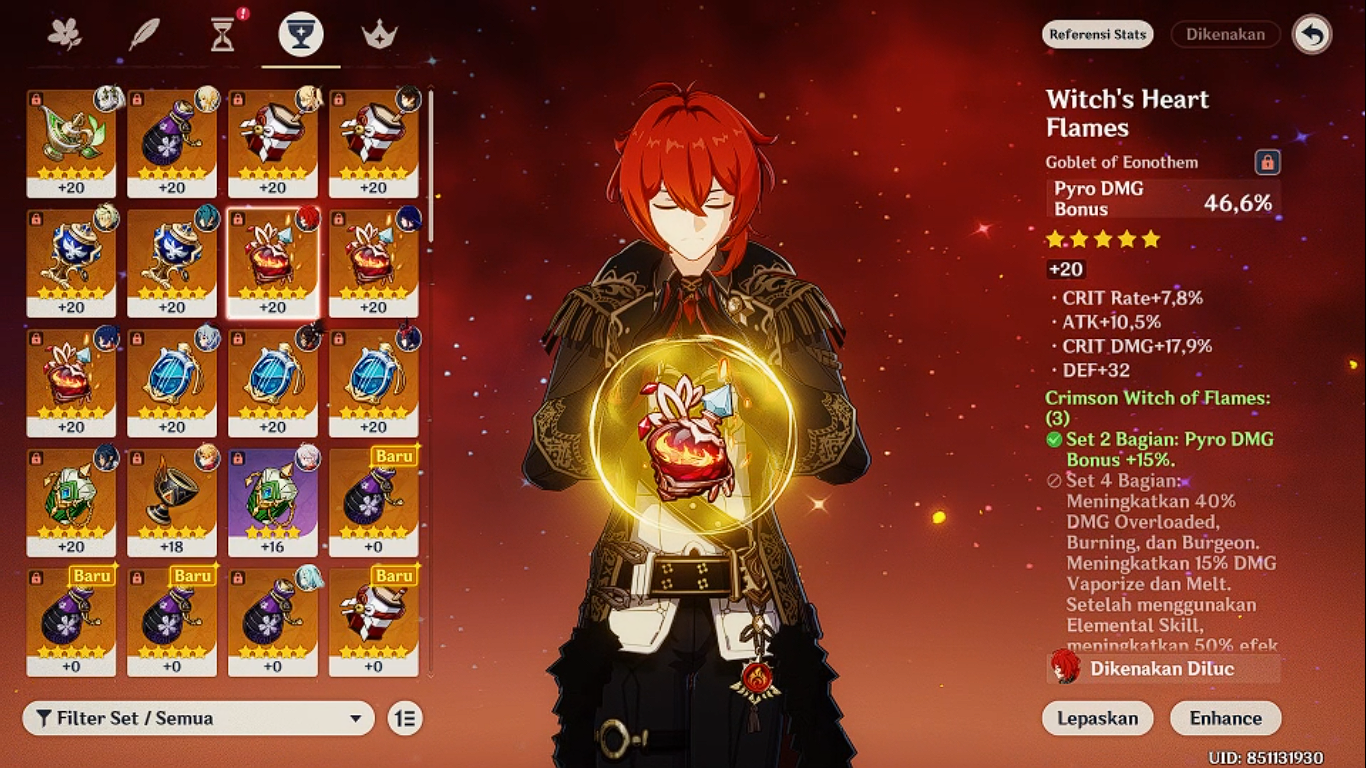 Referensi Stats
Dikenakan
+20
+20
+20
+20
+20
+20
+20
+20
+20
+20
+20
+20
+20
+18
+16
Baru
+0
Baru
+0
Baru
+0
+0
Baru
+0
Filter Set / Semua
Witch's Heart
Flames
Goblet of Eonothem
Pyro DMG
Bonus
46,6%
+20
· CRIT Rate+7,8%
· ATK+10,5%
· CRIT DMG+17,9%
· DEF+32
Crimson Witch of Flames:
(3)
Set 2 Bagian: Pyro DMG
Bonus +15%.
Set 4 Bagian:
Meningkatkan 40%
DMG Overloaded,
Burning, dan Burgeon.
Meningkatkan 15% DMG
Vaporize dan Melt.
Setelah menggunakan
Elemental Skill,
meningkatkan 50% efek
Dikenakan Diluc
Lepaskan
Enhance
UID: 851131930